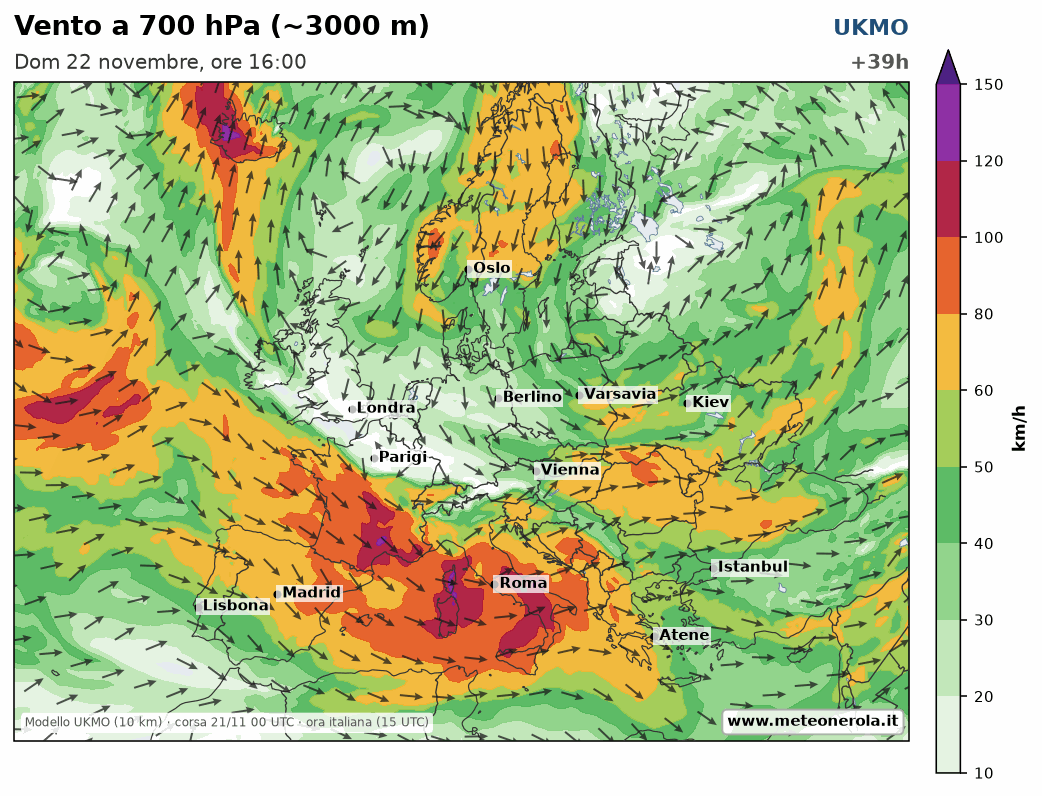 Vento a 700 hPa (~3000 m)
UKMO
Dom 22 novembre, ore 16:00
+39h
150
120
100
80
60
50
40
30
20
10
km/h
Oslo
Londra
Berlino
Varsavia
Kiev
Parigi
Vienna
Istanbul
Roma
Madrid
Lisbona
Atene
Modello UKMO (10 km) · corsa 21/11 00 UTC · ora italiana (15 UTC)
www.meteonerola.it